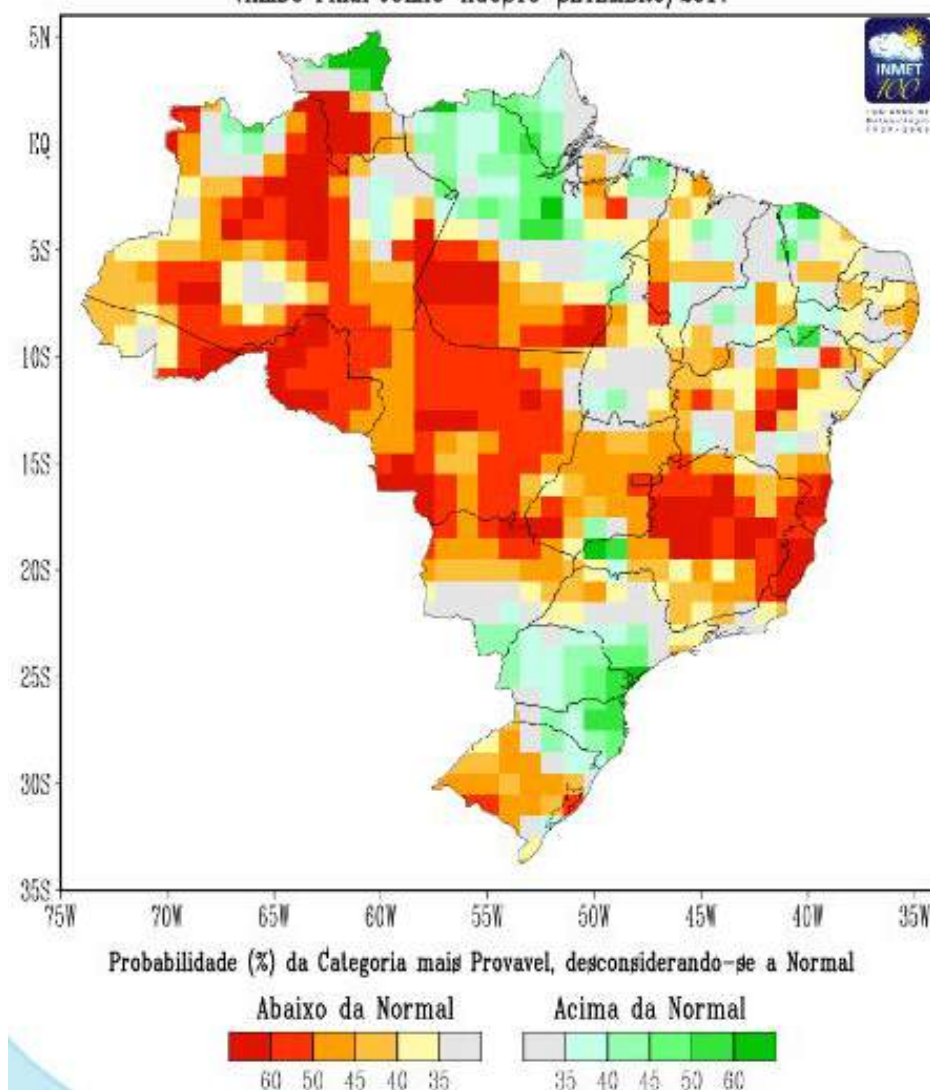 INMET
100
5N
EQ
5S
10S
15S
20S
25S
30S
35S
75W 70W 65W 60W 55W 50W 45W 40W 35W
Probabilidade (%) da Categoria mais Provavel, desconsiderando-se a Normal
Abaixo da Normal Acima da Normal
60 50 45 40 35 35 40 45 50 60